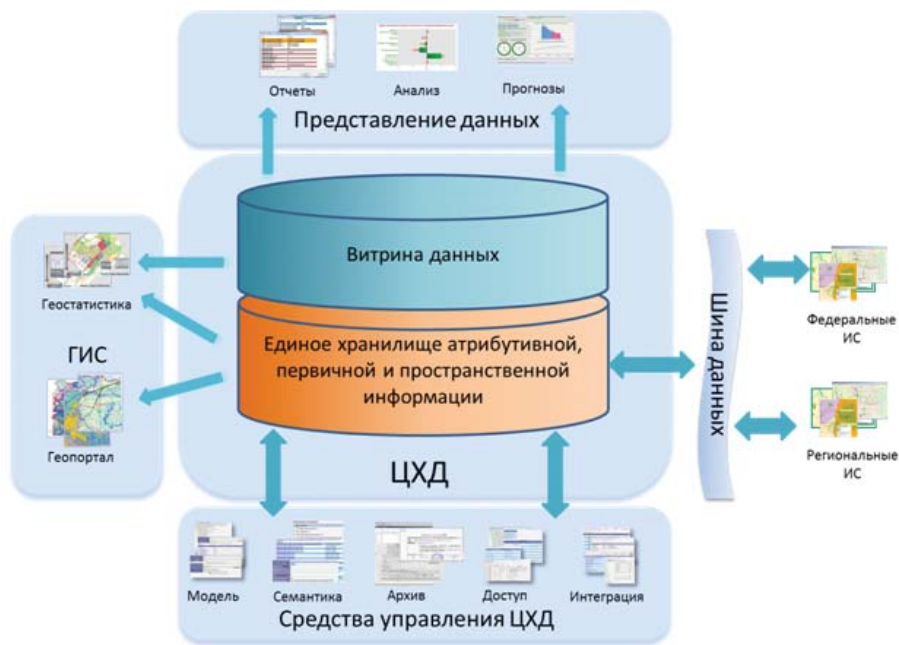 Отчеты
Анализ
Прогнозы
Представление данных
Витрина данных
Единое хранилище атрибутивной,
первичной и пространственной
информации
ЦХД
Геостатистика
ГИС
Геопортал
Шина данных
Федеральные
ИС
Региональные
ИС
Модель
Семантика
Архив
Доступ
Интеграция
Средства управления ЦХД